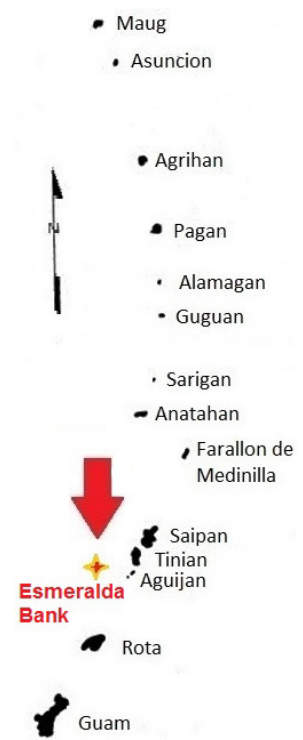 Maug
Asuncion
Agrihan
N
Pagan
Alamagan
Guguan
Sarigan
Anatahan
Farallon de
Medinilla
Saipan
Tinian
Aguijan
Esmeralda
Bank
Rota
Guam